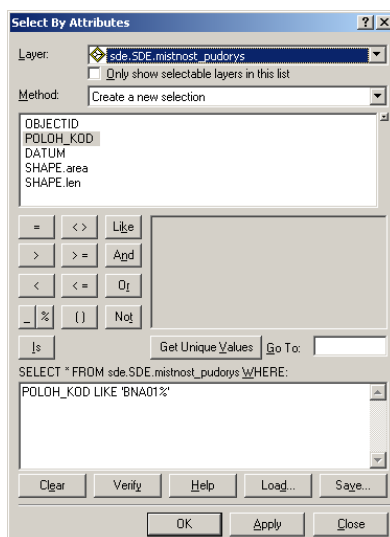 Select By Attributes
Layer: sde.SDE.mistnost_pudorys
Only show selectable layers in this list
Method: Create a new selection
OBJECTID
POLOH_KOD
DATUM
SHAPE.area
SHAPE.len
= < > Like
> > = And
< < = Or
_ % ( ) Not
Is Get Unique Values Go To:
SELECT * FROM sde.SDE.mistnost_pudorys WHERE:
POLOH_KOD LIKE 'BNA01%'
Clear Verify Help Load... Save...
OK Apply Close